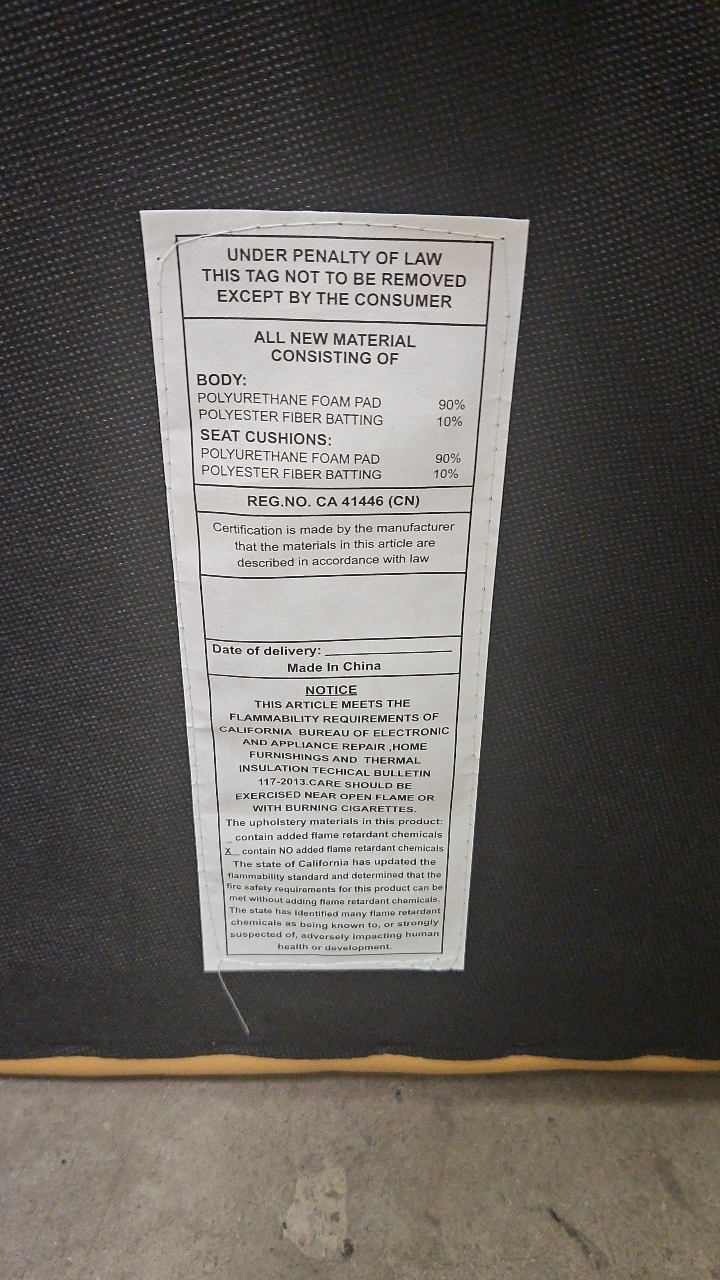 UNDER PENALTY OF LAW
THIS TAG NOT TO BE REMOVED
EXCEPT BY THE CONSUMER
ALL NEW MATERIAL
CONSISTING OF
BODY:
POLYURETHANE FOAM PAD 90%
POLYESTER FIBER BATTING 10%
SEAT CUSHIONS:
POLYURETHANE FOAM PAD 90%
POLYESTER FIBER BATTING 10%
REG.NO. CA 41446 (CN)
Certification is made by the manufacturer
that the materials in this article are
described in accordance with law
Date of delivery: ____________
Made In China
NOTICE
THIS ARTICLE MEETS THE
FLAMMABILITY REQUIREMENTS OF
CALIFORNIA BUREAU OF ELECTRONIC
AND APPLIANCE REPAIR ,HOME
FURNISHINGS AND THERMAL
INSULATION TECHICAL BULLETIN
117-2013.CARE SHOULD BE
EXERCISED NEAR OPEN FLAME OR
WITH BURNING CIGARETTES.
The upholstery materials in this product:
_ contain added flame retardant chemicals
X_ contain NO added flame retardant chemicals
The state of California has updated the
flammability standard and determined that the
fire safety requirements for this product can be
met without adding flame retardant chemicals.
The state has identified many flame retardant
chemicals as being known to, or strongly
suspected of, adversely impacting human
health or development.